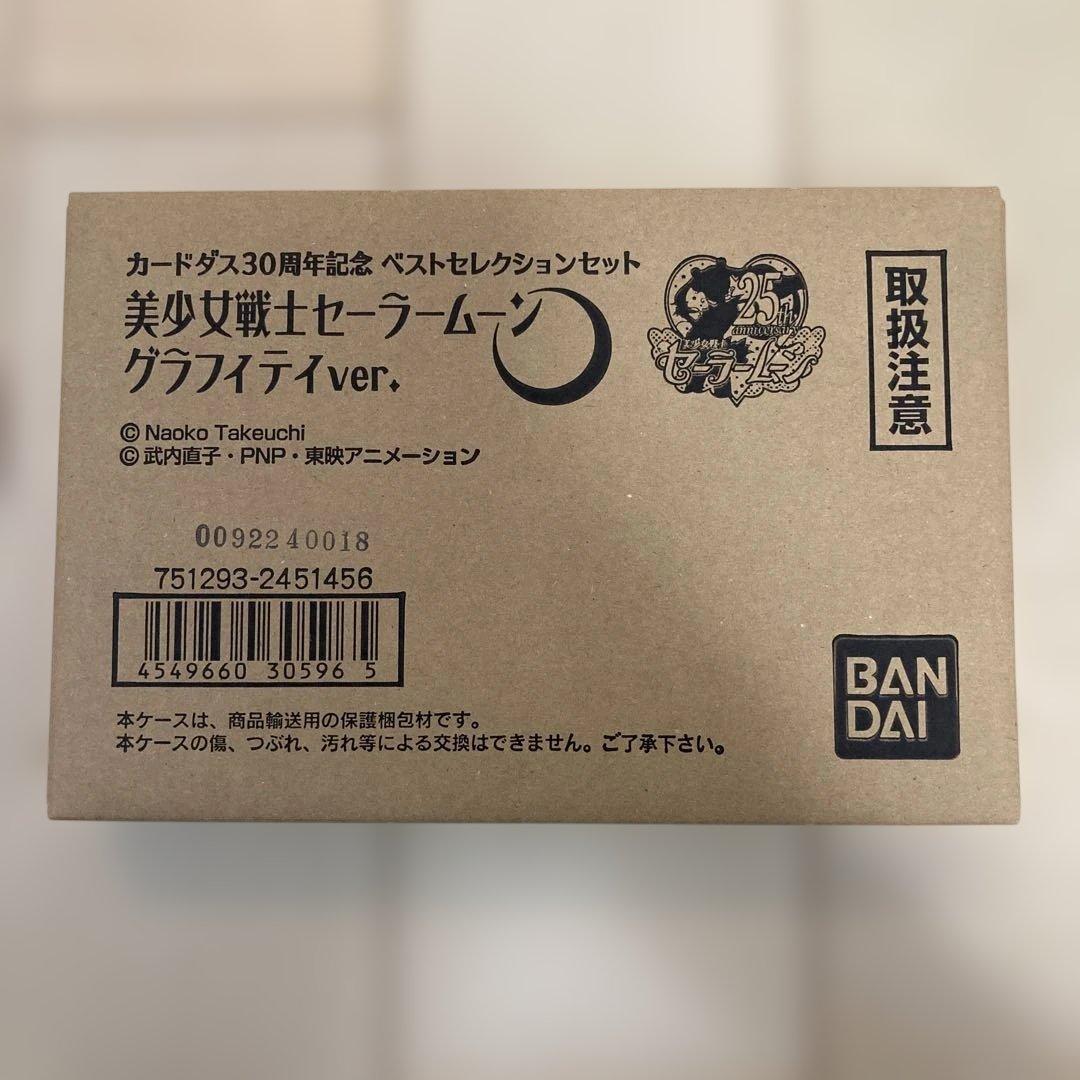 カードダス30周年記念 ベストセレクションセット
美少女戦士セーラームーン
グラフィティver.
25th
anniversary
美少女戦士
セーラームーン
取扱注意
© Naoko Takeuchi
© 武内直子・PNP・東映アニメーション
0092240018
751293-2451456
4549660 30596 5
本ケースは、商品輸送用の保護梱包材です。
本ケースの傷、つぶれ、汚れ等による交換はできません。ご了承下さい。
BAN
DAI